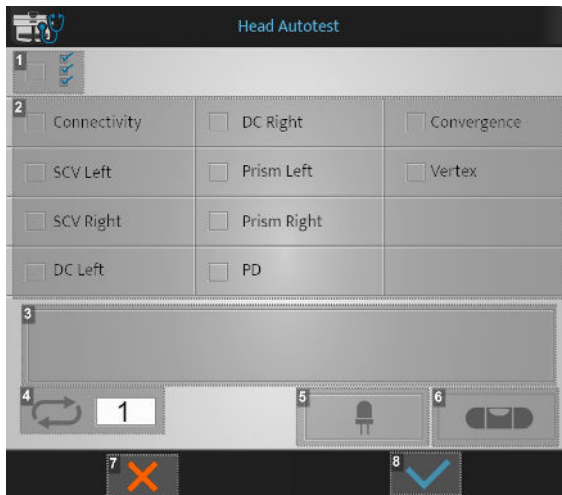 Head Autotest
1
2
Connectivity DC Right Convergence
SCV Left Prism Left Vertex
SCV Right Prism Right
DC Left PD
3
4
1
5
6
7
8